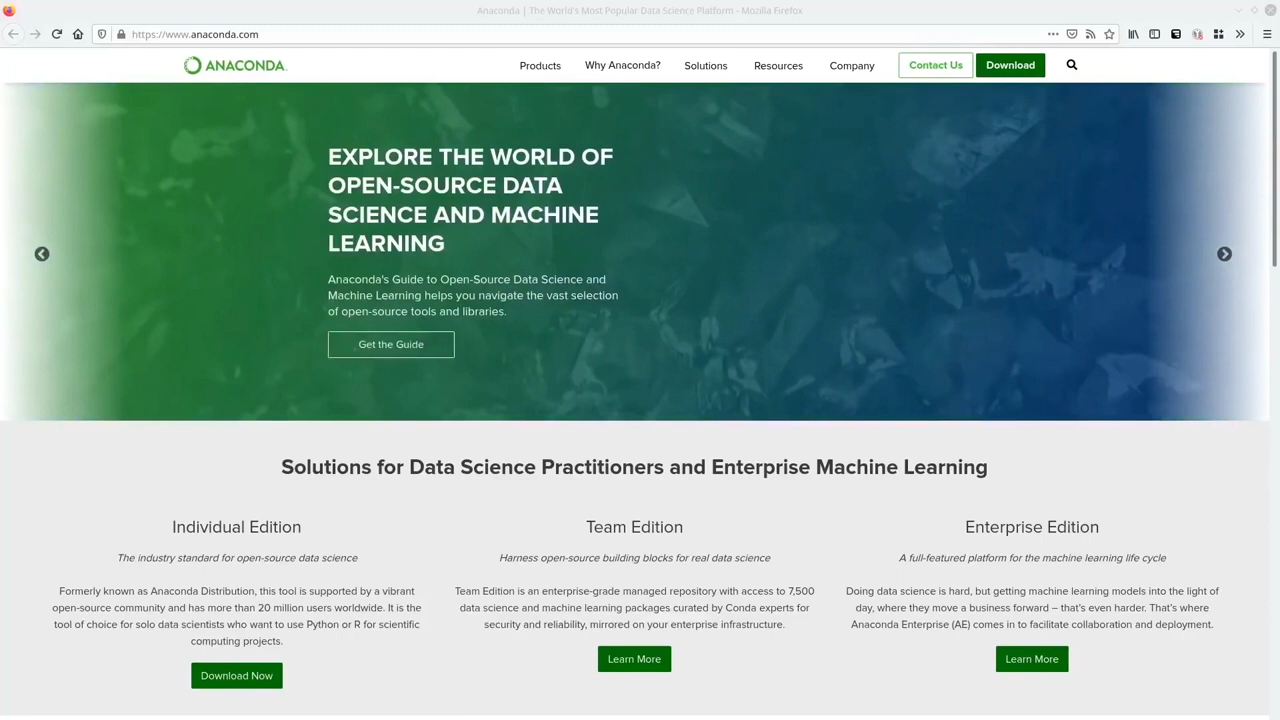 Anaconda | The World's Most Popular Data Science Platform - Mozilla Firefox
https://www.anaconda.com
ANACONDA.
Products Why Anaconda? Solutions Resources Company Contact Us Download
EXPLORE THE WORLD OF
OPEN-SOURCE DATA
SCIENCE AND MACHINE
LEARNING
Anaconda's Guide to Open-Source Data Science and
Machine Learning helps you navigate the vast selection
of open-source tools and libraries.
Get the Guide
Solutions for Data Science Practitioners and Enterprise Machine Learning
Individual Edition
The industry standard for open-source data science
Formerly known as Anaconda Distribution, this tool is supported by a vibrant
open-source community and has more than 20 million users worldwide. It is the
tool of choice for solo data scientists who want to use Python or R for scientific
computing projects.
Download Now
Team Edition
Harness open-source building blocks for real data science
Team Edition is an enterprise-grade managed repository with access to 7,500
data science and machine learning packages curated by Conda experts for
security and reliability, mirrored on your enterprise infrastructure.
Learn More
Enterprise Edition
A full-featured platform for the machine learning life cycle
Doing data science is hard, but getting machine learning models into the light of
day, where they move a business forward – that's even harder. That's where
Anaconda Enterprise (AE) comes in to facilitate collaboration and deployment.
Learn More